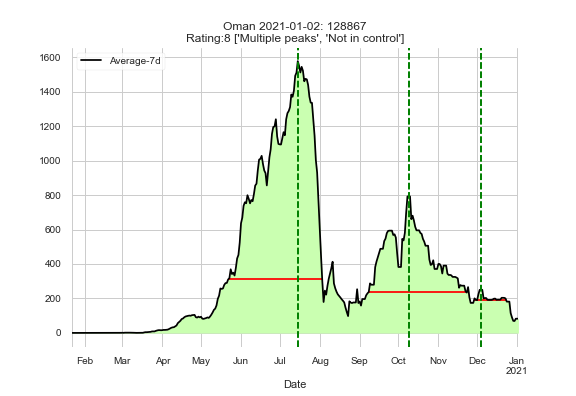 Oman 2021-01-02: 128867
Rating:8 ['Multiple peaks', 'Not in control']
Average-7d
1600
1400
1200
1000
800
600
400
200
0
Feb Mar Apr May Jun Jul Aug Sep Oct Nov Dec Jan
2021
Date